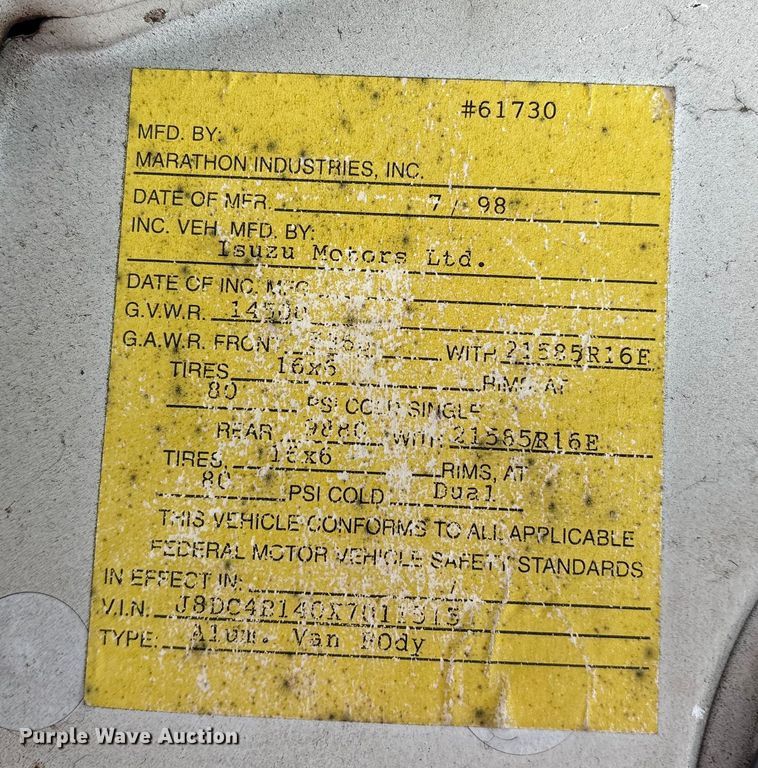 #61730
MFD. BY:
MARATHON INDUSTRIES, INC.
DATE OF MFR. 7 / 98
INC. VEH. MFD. BY:
Isuzu Motors Ltd.
DATE OF INC. MFG
G.V.W.R. 14500
G.A.W.R. FRONT WITH 21585R16E
TIRES 16x6 RIMS, AT
80 PSI COLD SINGLE
REAR 9880 WITH 21585R16E
TIRES, 16x6 RIMS, AT
80 PSI COLD Dual
THIS VEHICLE CONFORMS TO ALL APPLICABLE
FEDERAL MOTOR VEHICLE SAFETY STANDARDS
IN EFFECT IN: /
V.I.N.
TYPE: Alum. Van Body
Purple Wave Auction